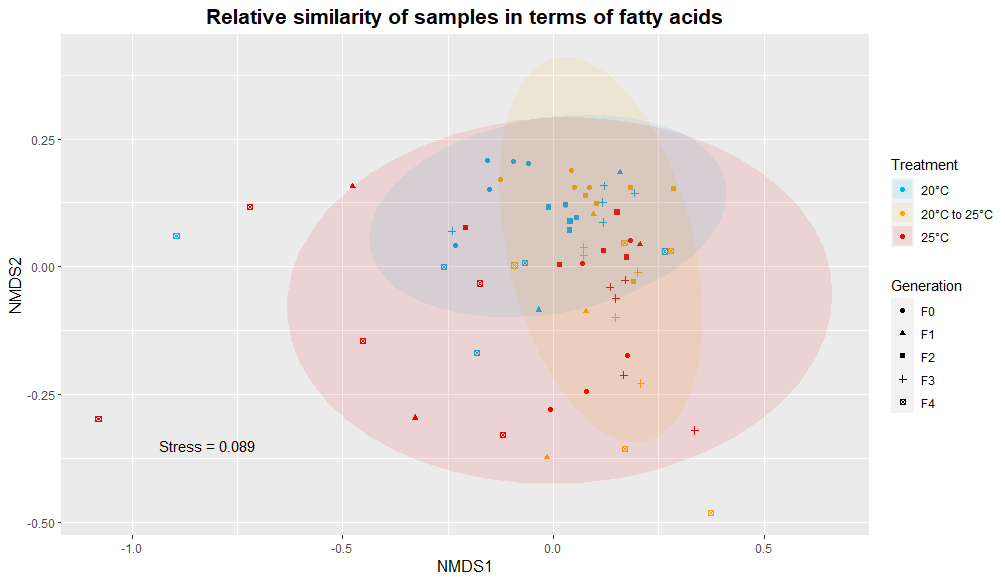 Relative similarity of samples in terms of fatty acids
NMDS2
0.25
0.00
-0.25
-0.50
Stress = 0.089
-1.0
-0.5
0.0
0.5
NMDS1
Treatment
20°C
20°C to 25°C
25°C
Generation
F0
F1
F2
F3
F4